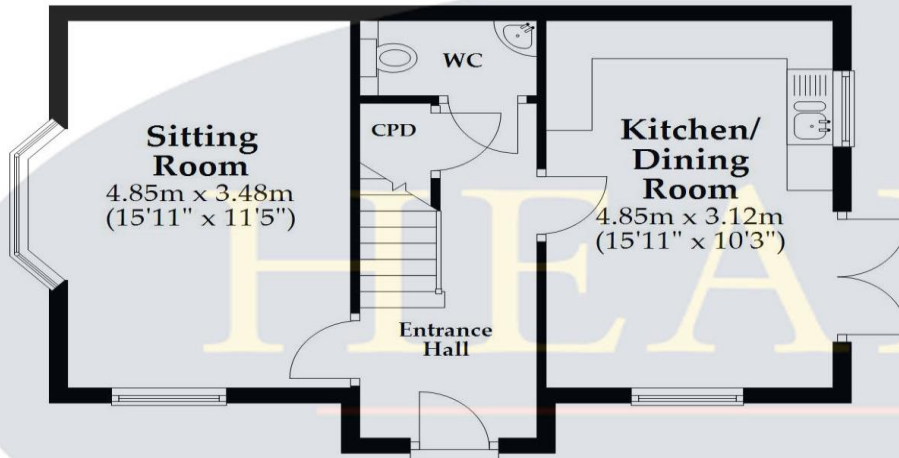 Sitting
Room
4.85m x 3.48m
(15'11" x 11'5")
WC
CPD
Kitchen/
Dining
Room
4.85m x 3.12m
(15'11" x 10'3")
Entrance
Hall
HEA